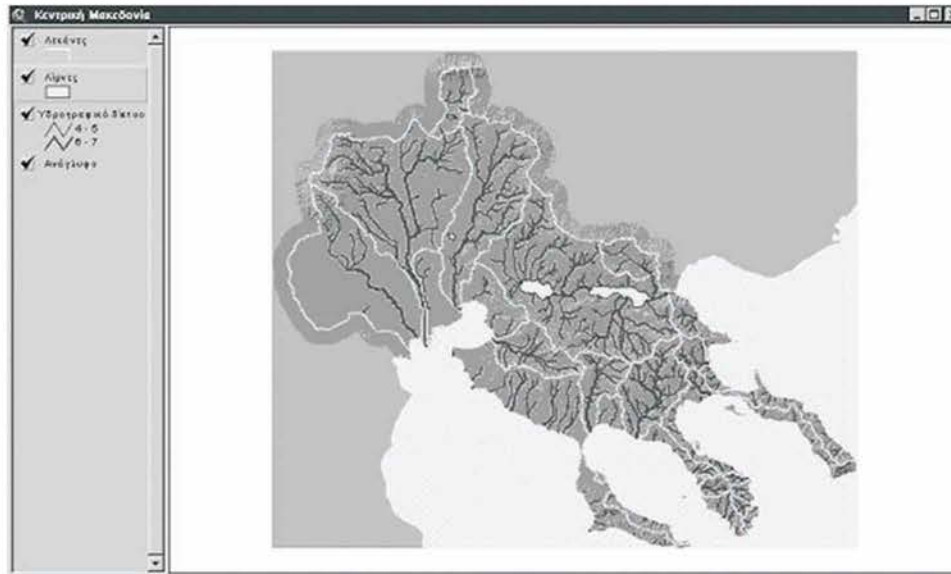 Κεντρική Μακεδονία
Λεκάνες
Λίμνες
Υδρογραφικό δίκτυο
4 - 5
6 - 7
Ανάγλυφο